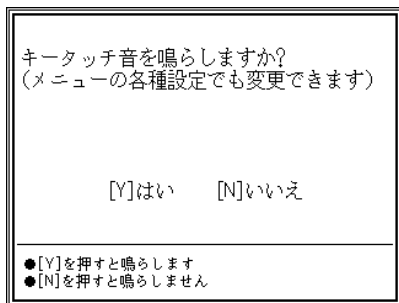 キータッチ音を鳴らしますか?
(メニューの各種設定でも変更できます)
[Y]はい　[N]いいえ
●[Y]を押すと鳴らします
●[N]を押すと鳴らしません